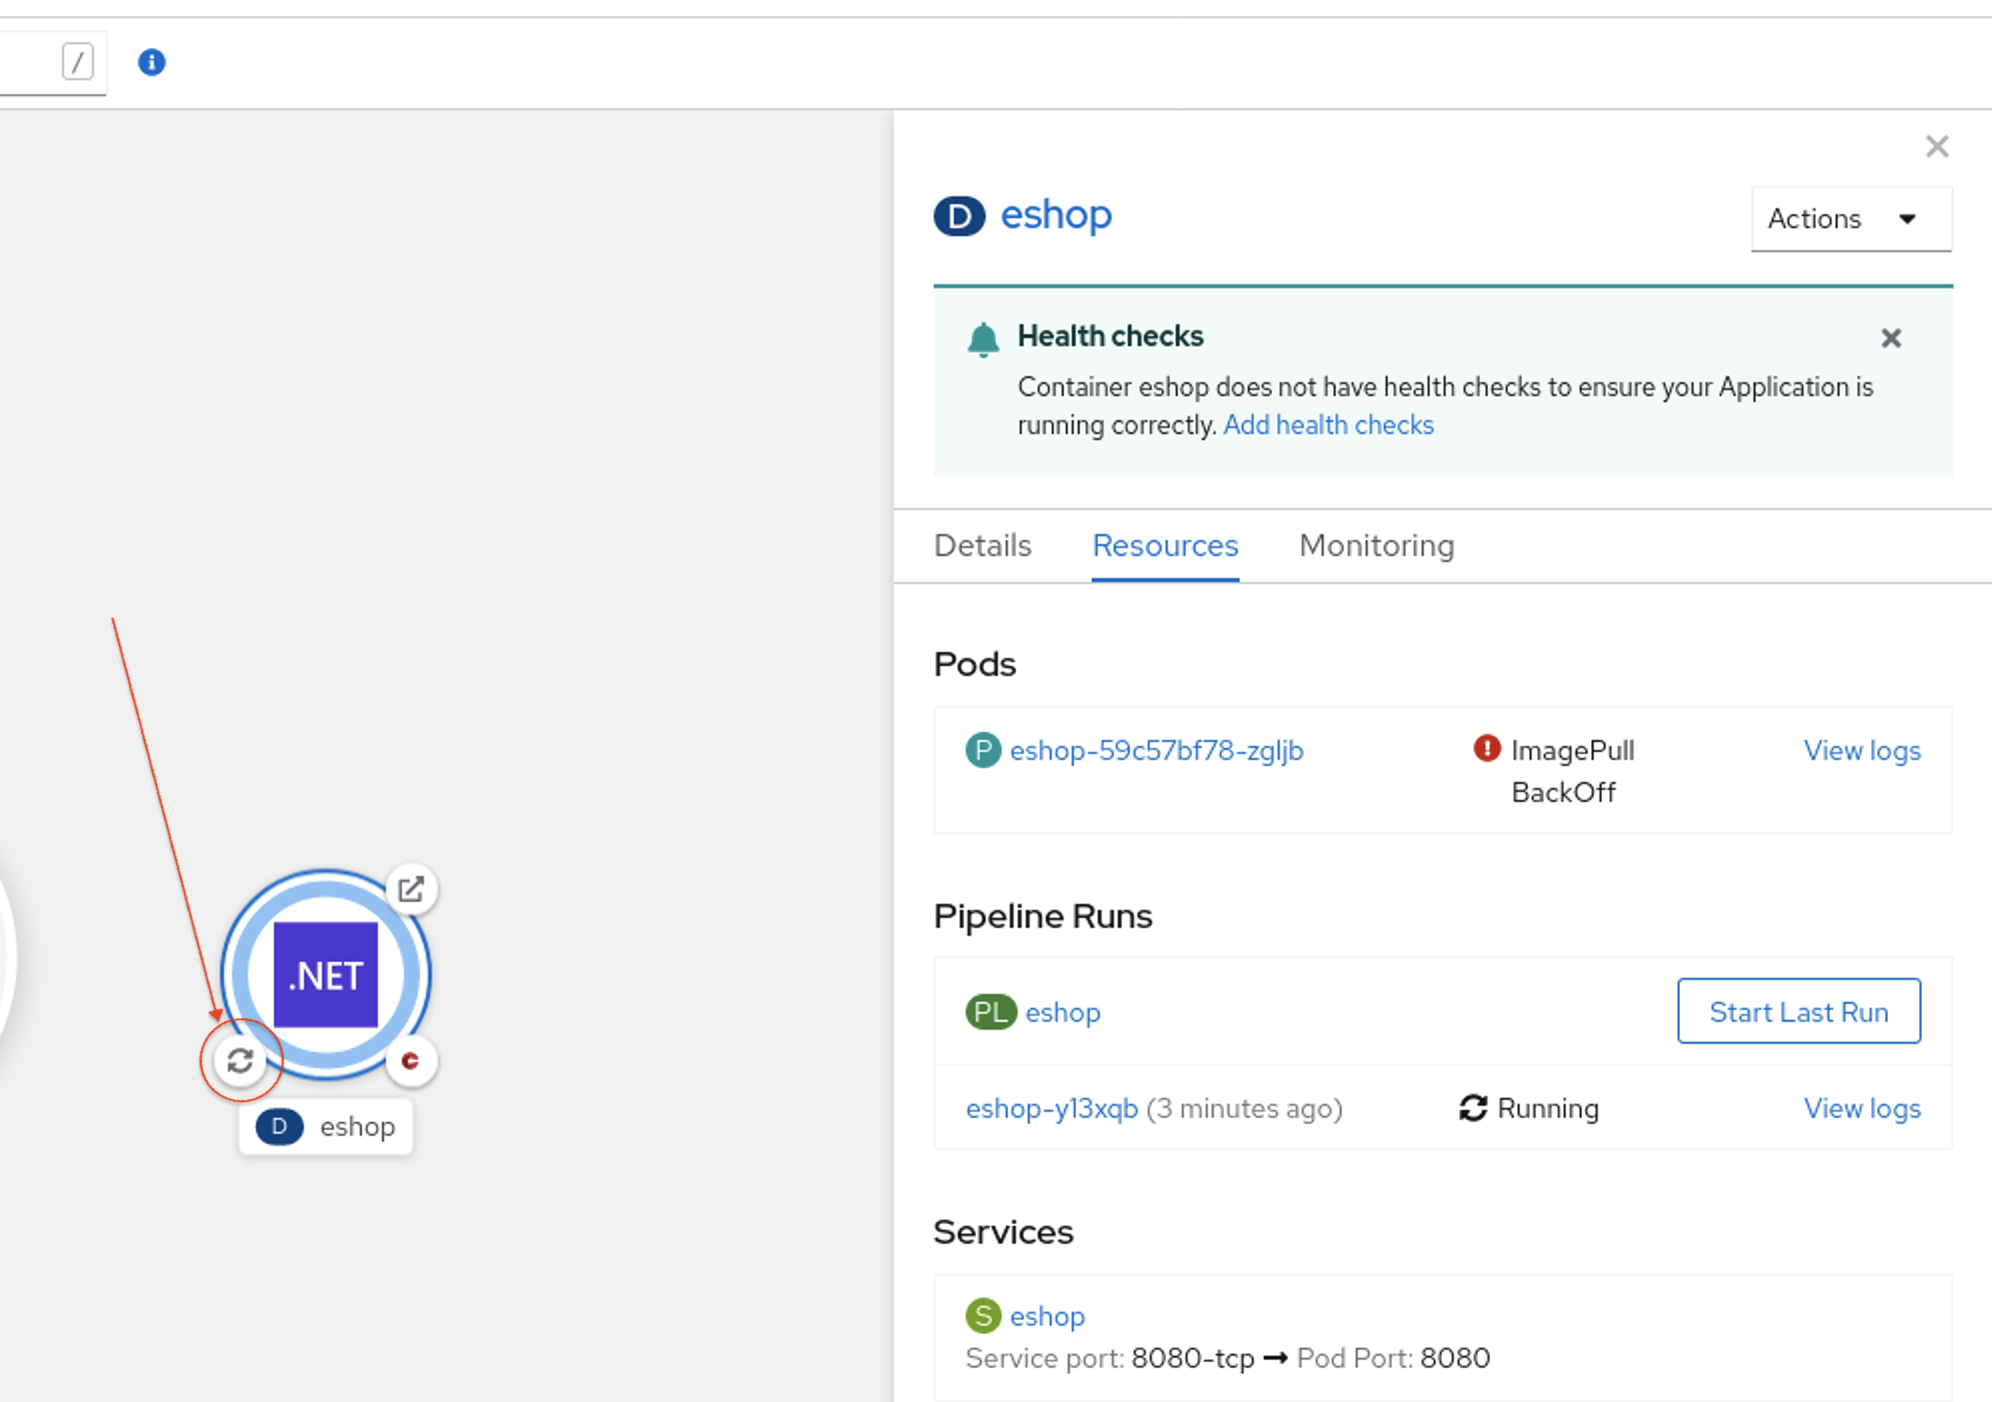 /
D eshop
Actions
Health checks
Container eshop does not have health checks to ensure your Application is
running correctly. Add health checks
Details Resources Monitoring
Pods
P eshop-59c57bf78-zgljb ImagePull View logs
BackOff
Pipeline Runs
PL eshop Start Last Run
eshop-y13xqb (3 minutes ago) Running View logs
Services
S eshop
Service port: 8080-tcp ➞ Pod Port: 8080
.NET
D eshop